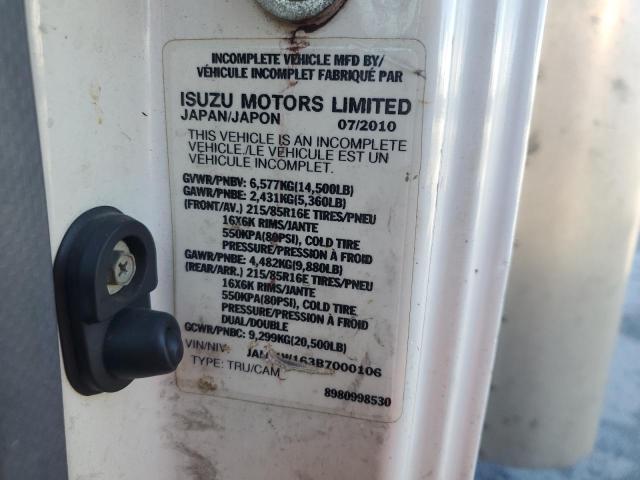 INCOMPLETE VEHICLE MFD BY/
VÉHICULE INCOMPLET FABRIQUÉ PAR
ISUZU MOTORS LIMITED
JAPAN/JAPON 07/2010
THIS VEHICLE IS AN INCOMPLETE
VEHICLE./LE VÉHICULE EST UN
VÉHICULE INCOMPLET.
GVWR/PNBV: 6,577KG(14,500LB)
GAWR/PNBE: 2,431KG(5,360LB)
(FRONT/AV.) 215/85R16E TIRES/PNEU
16X6K RIMS/JANTE
550KPA(80PSI), COLD TIRE
PRESSURE/PRESSION À FROID
GAWR/PNBE: 4,482KG(9,880LB)
(REAR/ARR.) 215/85R16E TIRES/PNEU
16X6K RIMS/JANTE
550KPA(80PSI), COLD TIRE
PRESSURE/PRESSION À FROID
DUAL/DOUBLE
GCWR/PNBC: 9,299KG(20,500LB)
VIN/NIV
TYPE: TRU/CAM
8980998530